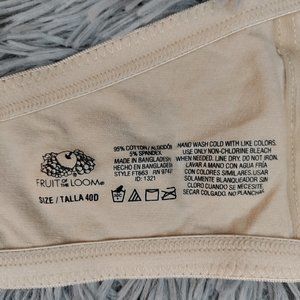 FRUIT OF THE LOOM®
SIZE / TALLA 40D
95% COTTON / ALGODÓN
5% SPANDEX
MADE IN BANGLADESH
HECHO EN BANGLADESH
STYLE FT663 RN 9747
ID: 1321
HAND WASH COLD WITH LIKE COLORS.
USE ONLY NON-CHLORINE BLEACH
WHEN NEEDED. LINE DRY, DO NOT IRON.
LAVAR A MANO CON AGUA FRÍA
CON COLORES SIMILARES. USAR
SOLAMENTE BLANQUEADOR SIN
CLORO CUANDO SE NECESITE
SECAR COLGADO. NO PLANCHAR